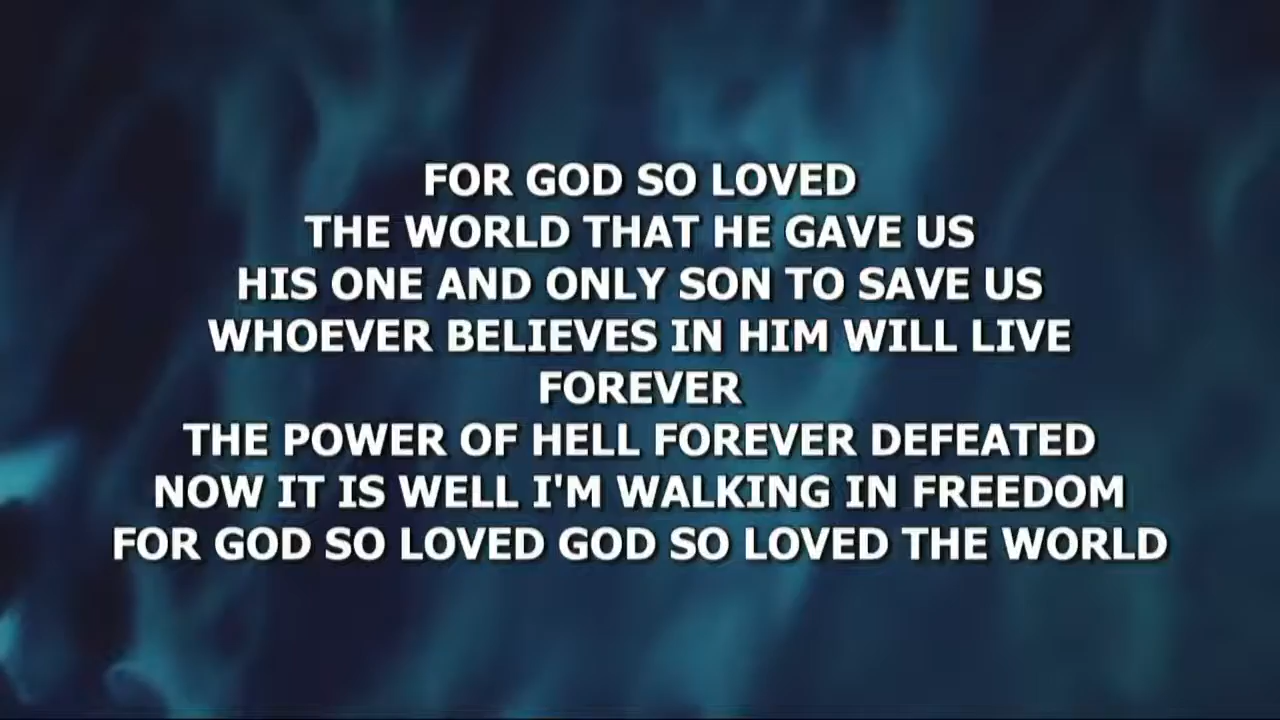 FOR GOD SO LOVED
THE WORLD THAT HE GAVE US
HIS ONE AND ONLY SON TO SAVE US
WHOEVER BELIEVES IN HIM WILL LIVE
FOREVER
THE POWER OF HELL FOREVER DEFEATED
NOW IT IS WELL I'M WALKING IN FREEDOM
FOR GOD SO LOVED GOD SO LOVED THE WORLD